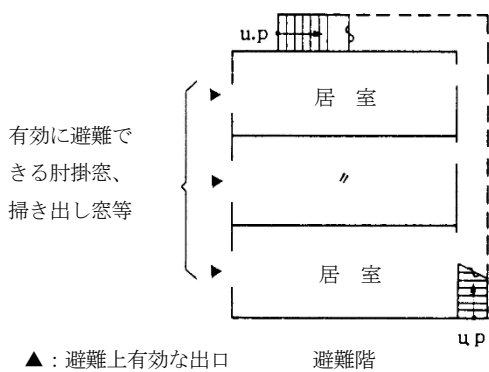 u.p
居 室
有効に避難で
きる肘掛窓、
掃き出し窓等
〃
居 室
u.p
▲：避難上有効な出口 避難階